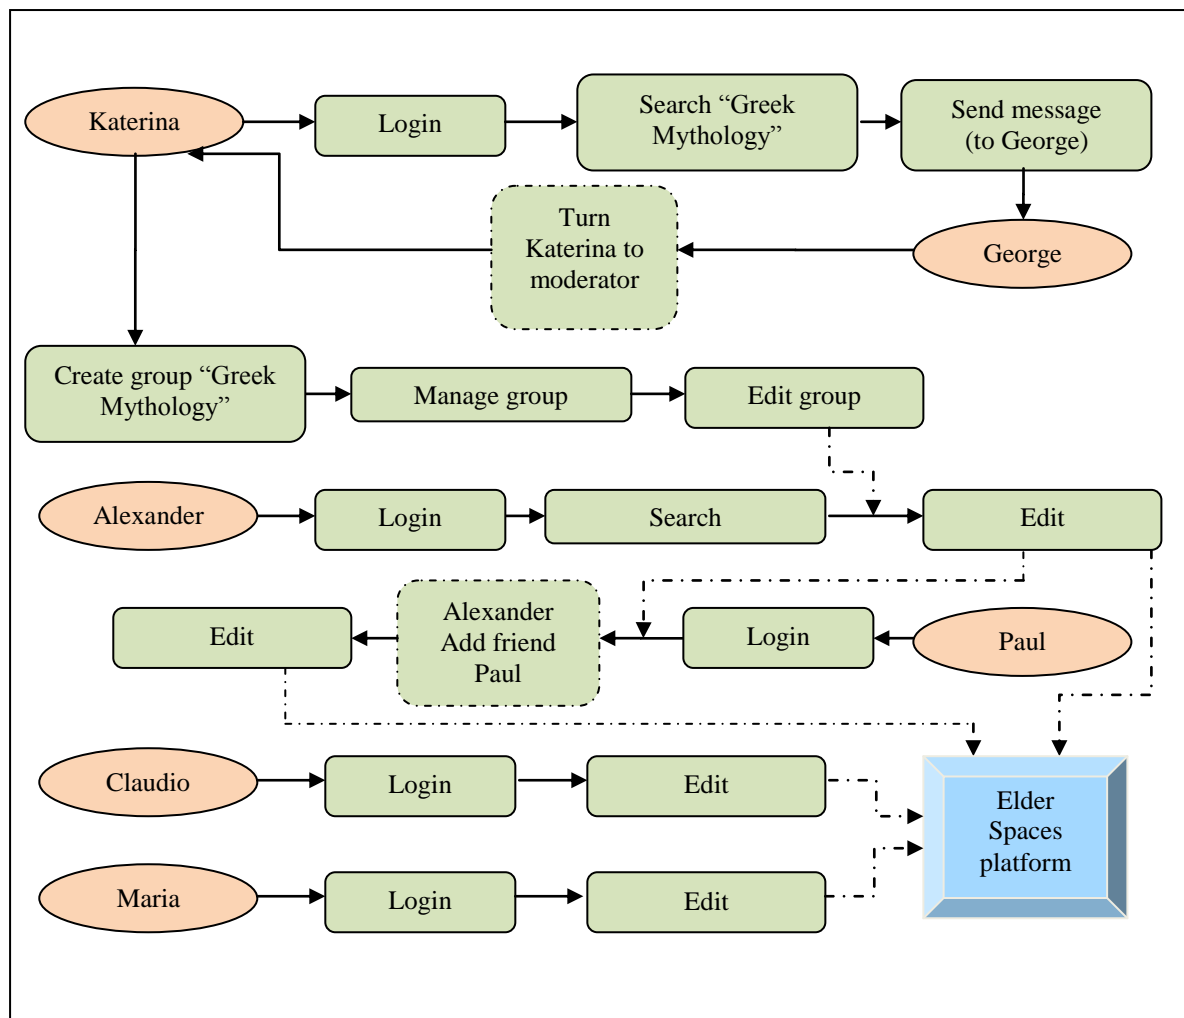 Katerina
Login
Search “Greek
Mythology”
Send message
(to George)
Turn
Katerina to
moderator
George
Create group “Greek
Mythology”
Manage group
Edit group
Alexander
Login
Search
Edit
Edit
Alexander
Add friend
Paul
Login
Paul
Claudio
Login
Edit
Elder
Spaces
platform
Maria
Login
Edit